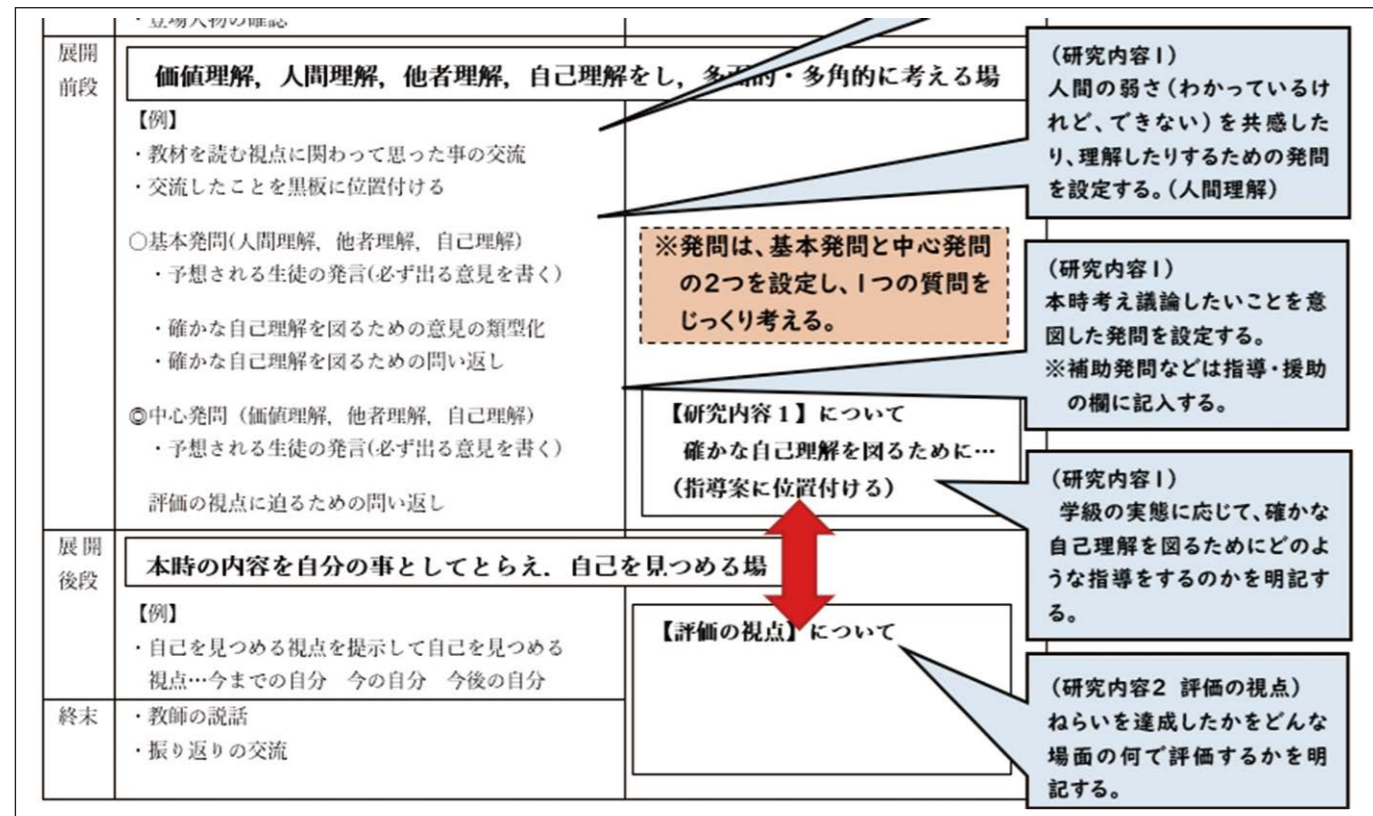 ・登場人物の確認
展開
前段
価値理解，人間理解，他者理解，自己理解をし，多面的・多角的に考える場
【例】
・教材を読む視点に関わって思った事の交流
・交流したことを黒板に位置付ける
○基本発問(人間理解，他者理解，自己理解)
・予想される生徒の発言(必ず出る意見を書く)
・確かな自己理解を図るための意見の類型化
・確かな自己理解を図るための問い返し
◎中心発問（価値理解，他者理解，自己理解）
・予想される生徒の発言(必ず出る意見を書く)
評価の視点に迫るための問い返し
※発問は、基本発問と中心発問
の2つを設定し、1つの質問を
じっくり考える。
【研究内容１】について
確かな自己理解を図るために…
（指導案に位置付ける）
展開
後段
本時の内容を自分の事としてとらえ．自己を見つめる場
【例】
・自己を見つめる視点を提示して自己を見つめる
視点…今までの自分　今の自分　今後の自分
【評価の視点】について
終末
・教師の説話
・振り返りの交流
(研究内容1)
人間の弱さ(わかっているけ
れど、できない)を共感した
り、理解したりするための発問
を設定する。(人間理解)
(研究内容1)
本時考え議論したいことを意
図した発問を設定する。
※補助発問などは指導・援助
の欄に記入する。
(研究内容1)
学級の実態に応じて、確かな
自己理解を図るためにどのよ
うな指導をするのかを明記す
る。
(研究内容2 評価の視点)
ねらいを達成したかをどんな
場面の何で評価するかを明
記する。